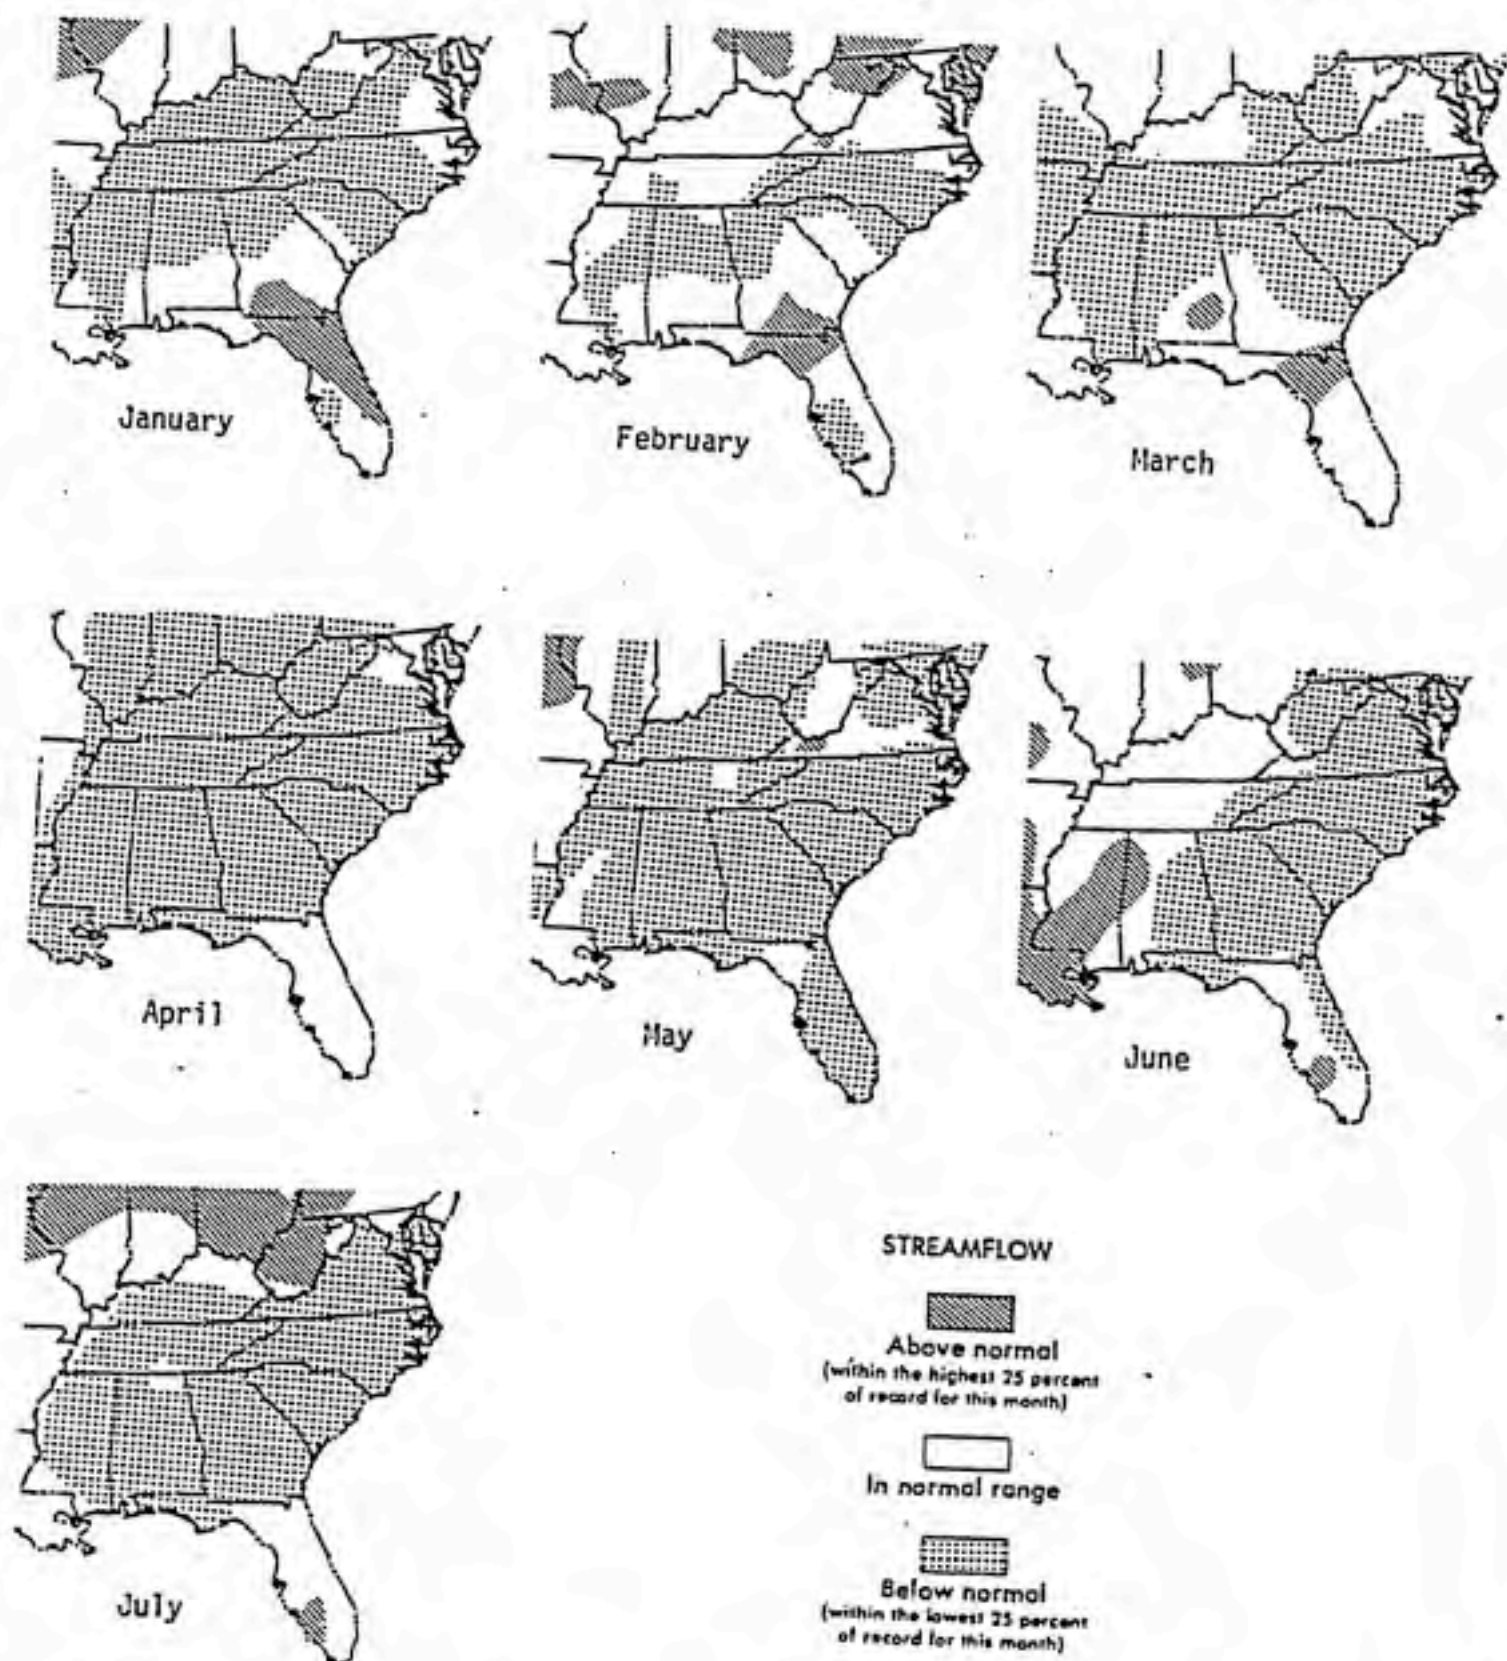 January
February
March
April
May
June
July
STREAMFLOW
Above normal
(within the highest 25 percent
of record for this month)
In normal range
Below normal
(within the lowest 25 percent
of record for this month)